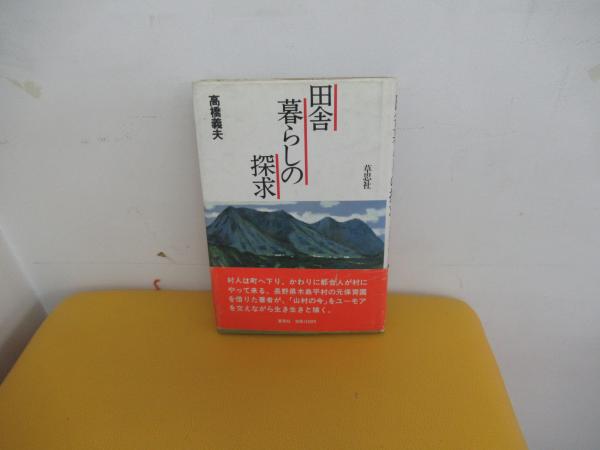 田舎
暮らしの
探求
高橋義夫
草思社
村人は町へ下り、かわりに都会人が村に
やって来る。長野県木島平村の元保育園
を借りた著者が、「山村の今」をユーモア
を交えながら生き生きと描く。
草思社